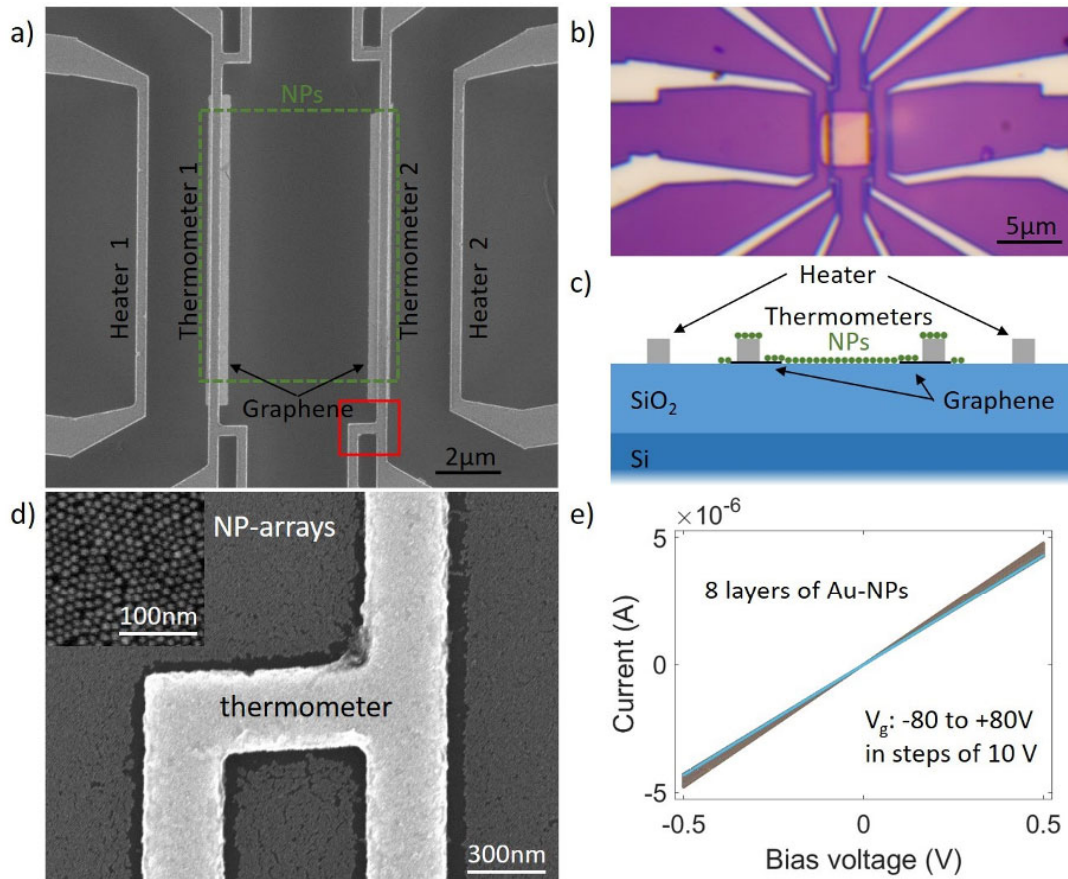 a)
NPs
Heater 1
Thermometer 1
Thermometer 2
Heater 2
Graphene
2μm
b)
5μm
c)
Heater
Thermometers
NPs
SiO₂
Graphene
Si
d)
NP-arrays
100nm
thermometer
300nm
e)
×10⁻⁶
5
8 layers of Au-NPs
Current (A)
0
Vg: -80 to +80V
in steps of 10 V
-5
-0.5
0
0.5
Bias voltage (V)